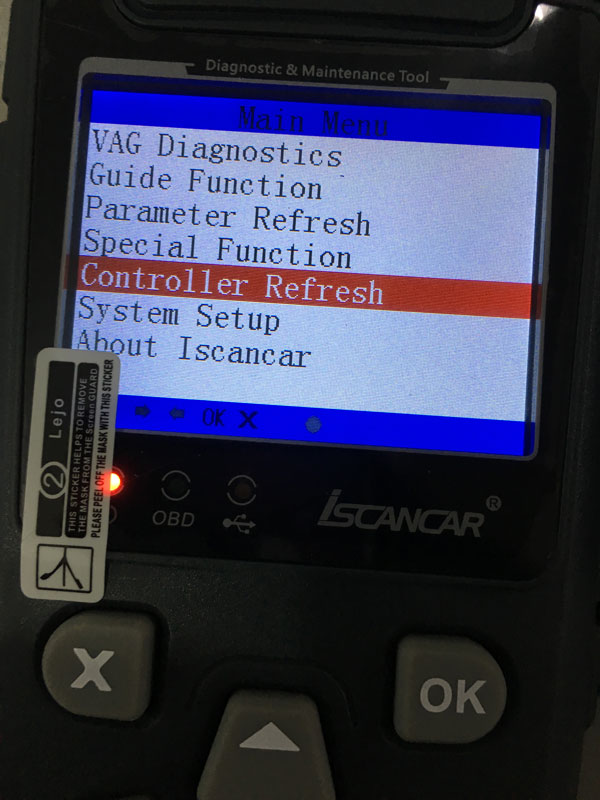 Diagnostic & Maintenance Tool
Main Menu
VAG Diagnostics
Guide Function
Parameter Refresh
Special Function
Controller Refresh
System Setup
About Iscancar
OK X
② Lejo
THIS STICKER HELPS TO REMOVE
THE MASK FROM THE Screen GUARD
PLEASE PEEL OFF THE MASK WITH THIS STICKER
OBD
iSCANCAR®
X
OK